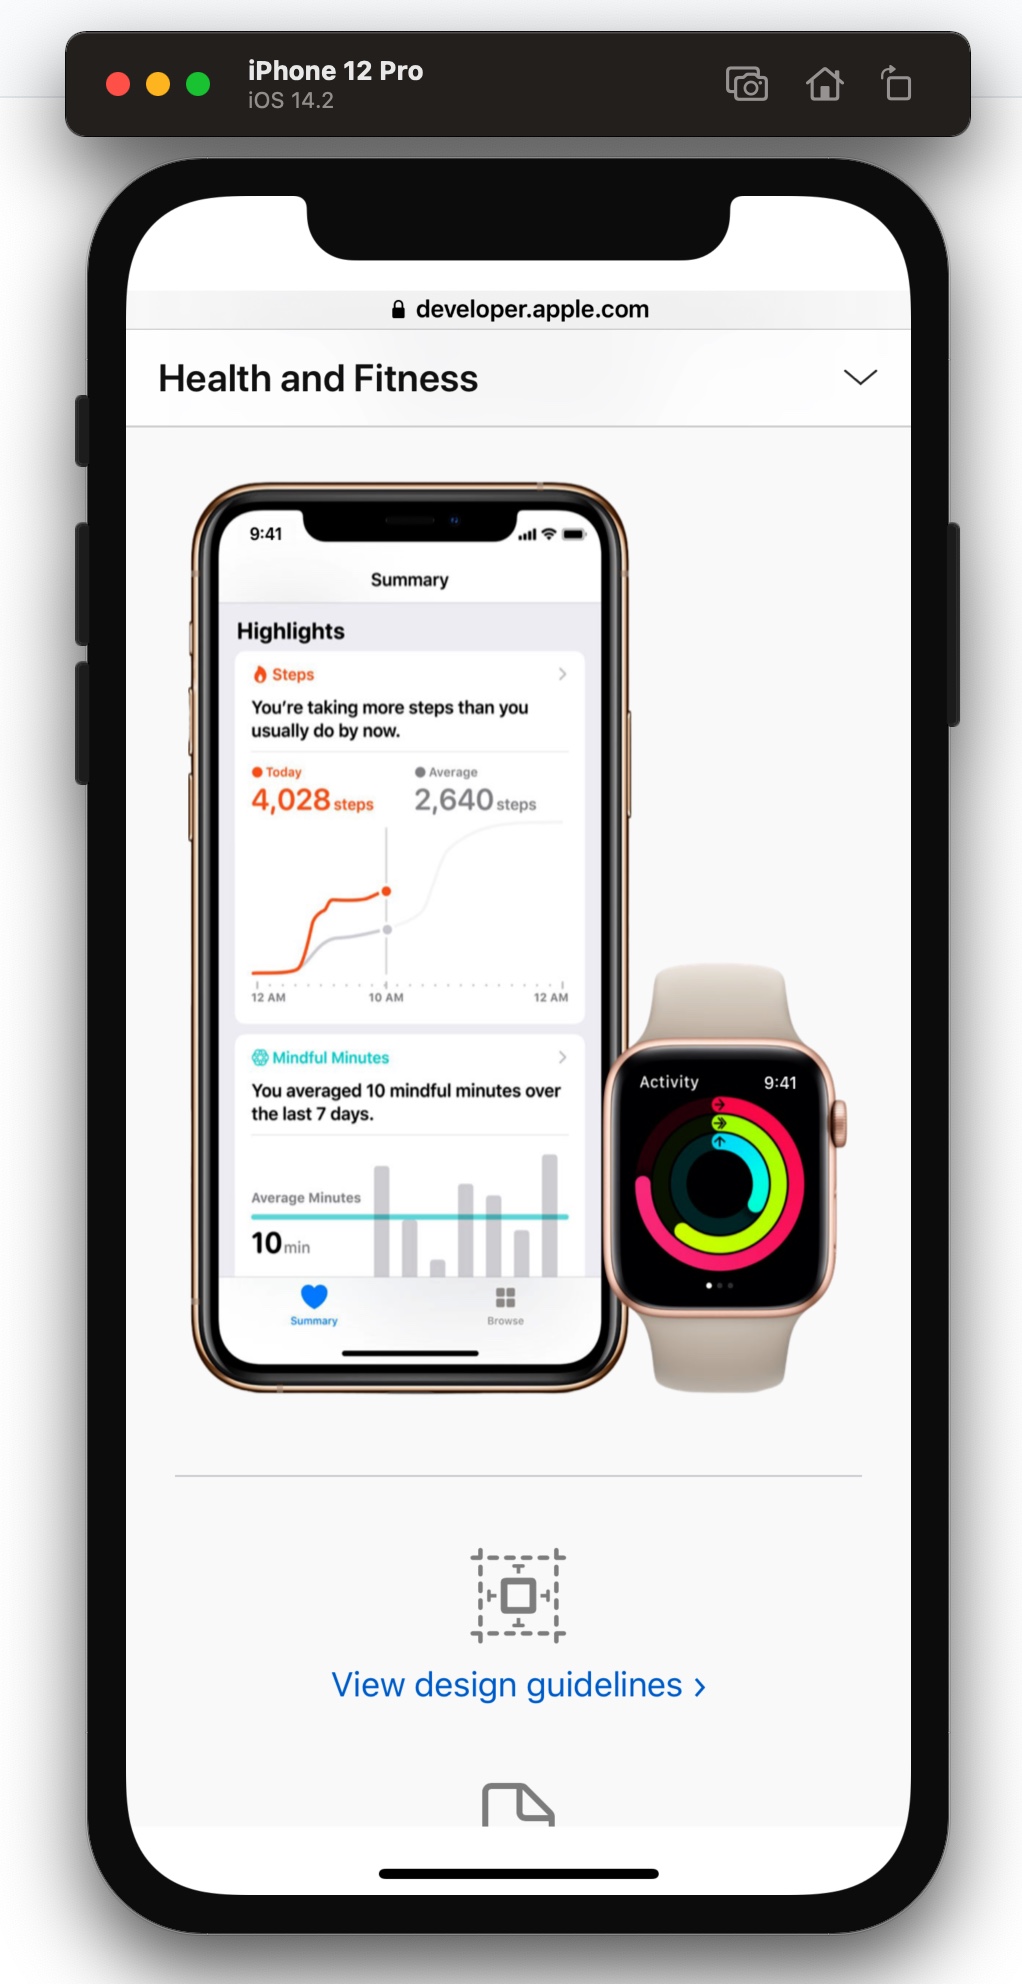 iPhone 12 Pro
iOS 14.2
developer.apple.com
Health and Fitness
9:41
Summary
Highlights
Steps
You're taking more steps than you
usually do by now.
Today
Average
4,028 steps
2,640 steps
12 AM
10 AM
12 AM
Mindful Minutes
You averaged 10 mindful minutes over
the last 7 days.
Average Minutes
10 min
Summary
Browse
Activity
9:41
View design guidelines ›